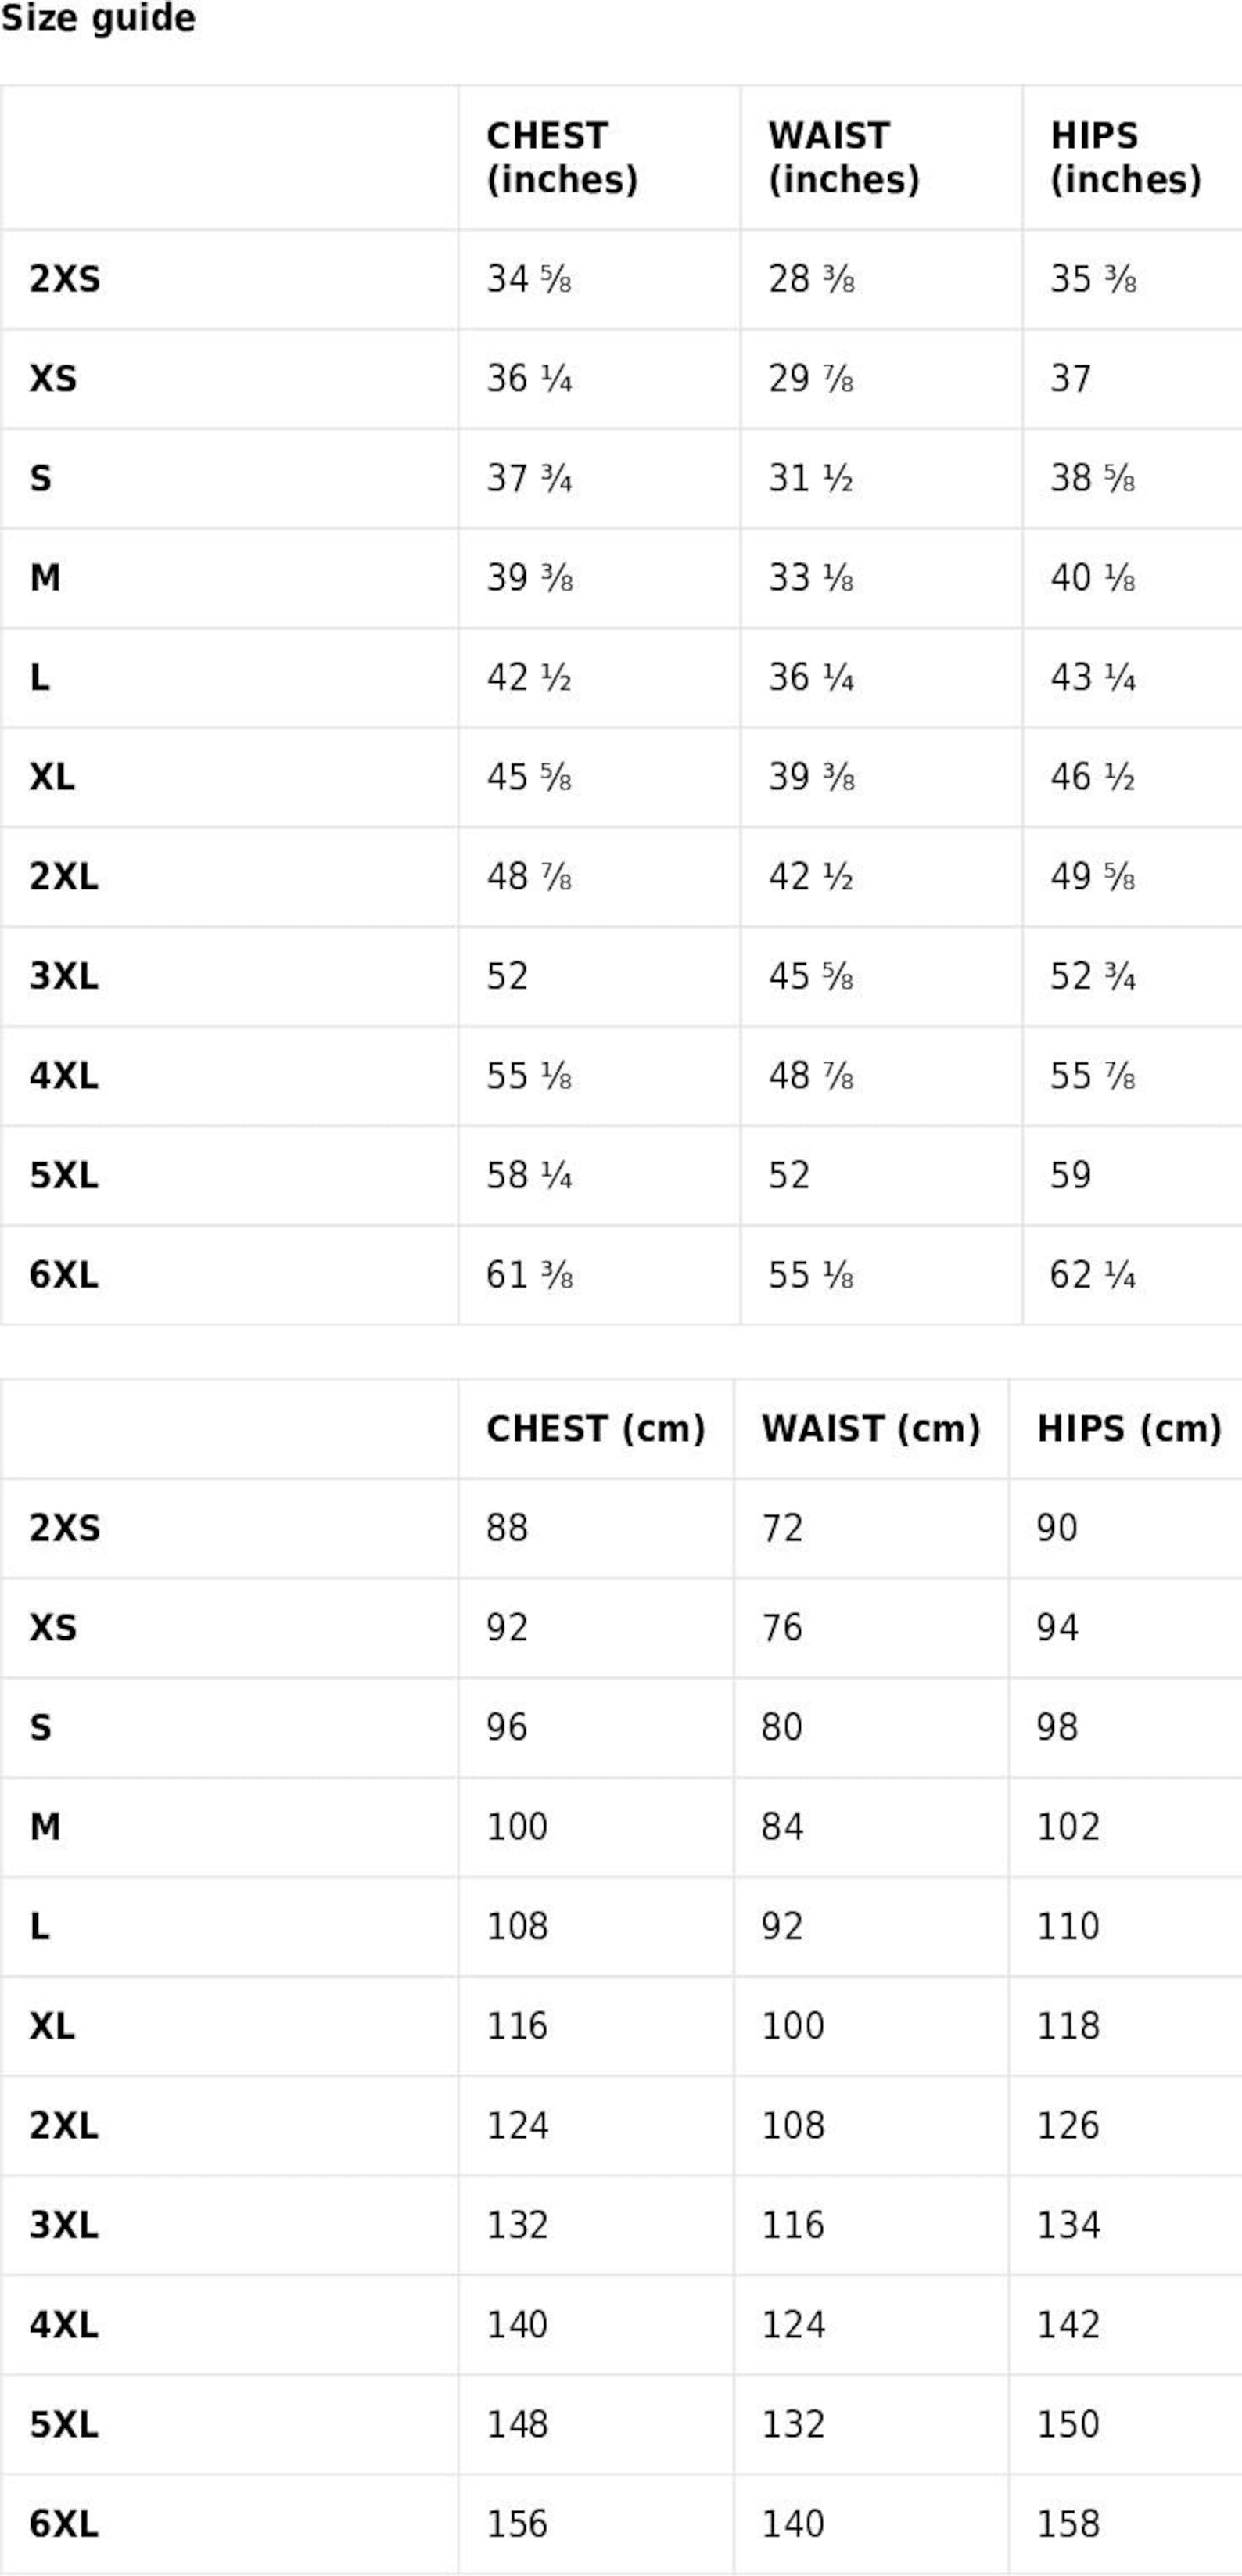 Size guide
CHEST (inches) WAIST (inches) HIPS (inches)
2XS 34 ⅝ 28 ⅜ 35 ⅜
XS 36 ¼ 29 ⅞ 37
S 37 ¾ 31 ½ 38 ⅝
M 39 ⅜ 33 ⅛ 40 ⅛
L 42 ½ 36 ¼ 43 ¼
XL 45 ⅝ 39 ⅜ 46 ½
2XL 48 ⅞ 42 ½ 49 ⅝
3XL 52 45 ⅝ 52 ¾
4XL 55 ⅛ 48 ⅞ 55 ⅞
5XL 58 ¼ 52 59
6XL 61 ⅜ 55 ⅛ 62 ¼
CHEST (cm) WAIST (cm) HIPS (cm)
2XS 88 72 90
XS 92 76 94
S 96 80 98
M 100 84 102
L 108 92 110
XL 116 100 118
2XL 124 108 126
3XL 132 116 134
4XL 140 124 142
5XL 148 132 150
6XL 156 140 158